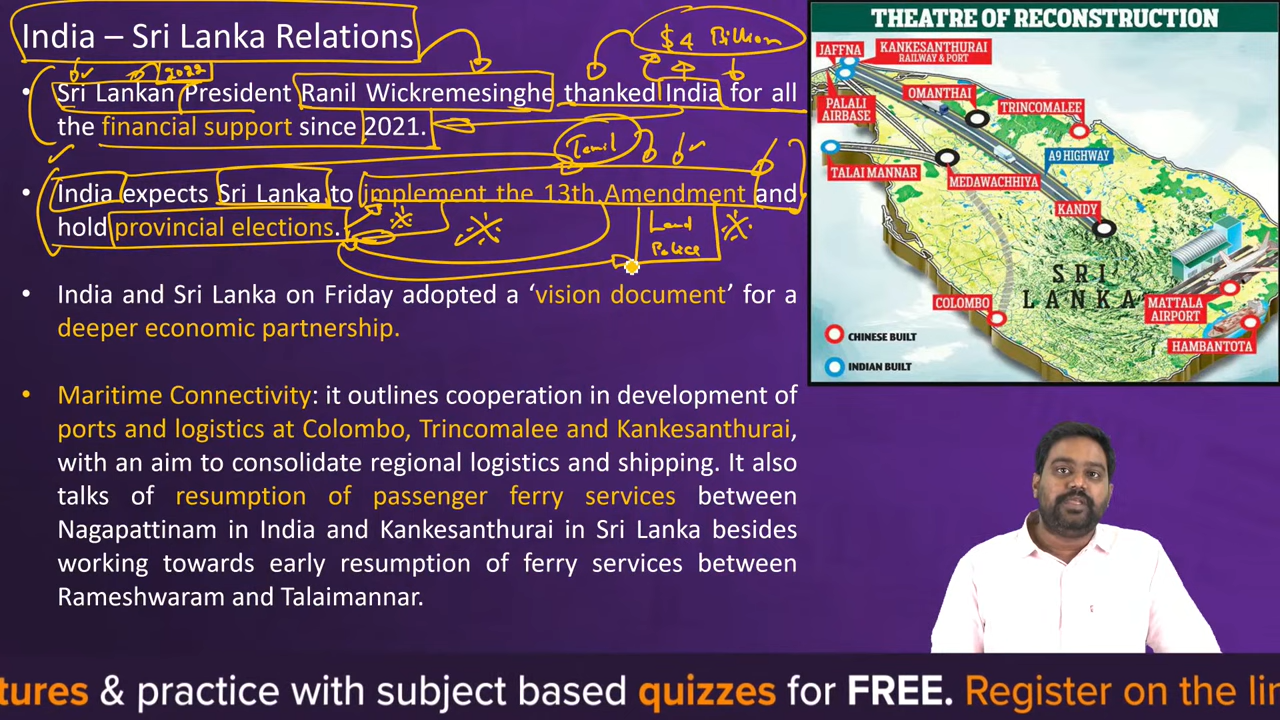 India – Sri Lanka Relations
$4 Billion
2022
• Sri Lankan President Ranil Wickremesinghe thanked India for all
the financial support since 2021.
Tamil
• India expects Sri Lanka to implement the 13th Amendment and
hold provincial elections.
Land
Police
• India and Sri Lanka on Friday adopted a ‘vision document’ for a
deeper economic partnership.
• Maritime Connectivity: it outlines cooperation in development of
ports and logistics at Colombo, Trincomalee and Kankesanthurai,
with an aim to consolidate regional logistics and shipping. It also
talks of resumption of passenger ferry services between
Nagapattinam in India and Kankesanthurai in Sri Lanka besides
working towards early resumption of ferry services between
Rameshwaram and Talaimannar.
THEATRE OF RECONSTRUCTION
JAFFNA
KANKESANTHURAI
RAILWAY & PORT
OMANTHAI
TRINCOMALEE
PALALI
AIRBASE
A9 HIGHWAY
TALAI MANNAR
MEDAWACHHIYA
KANDY
SRI
LANKA
COLOMBO
MATTALA
AIRPORT
HAMBANTOTA
CHINESE BUILT
INDIAN BUILT
tures & practice with subject based quizzes for FREE. Register on the lin